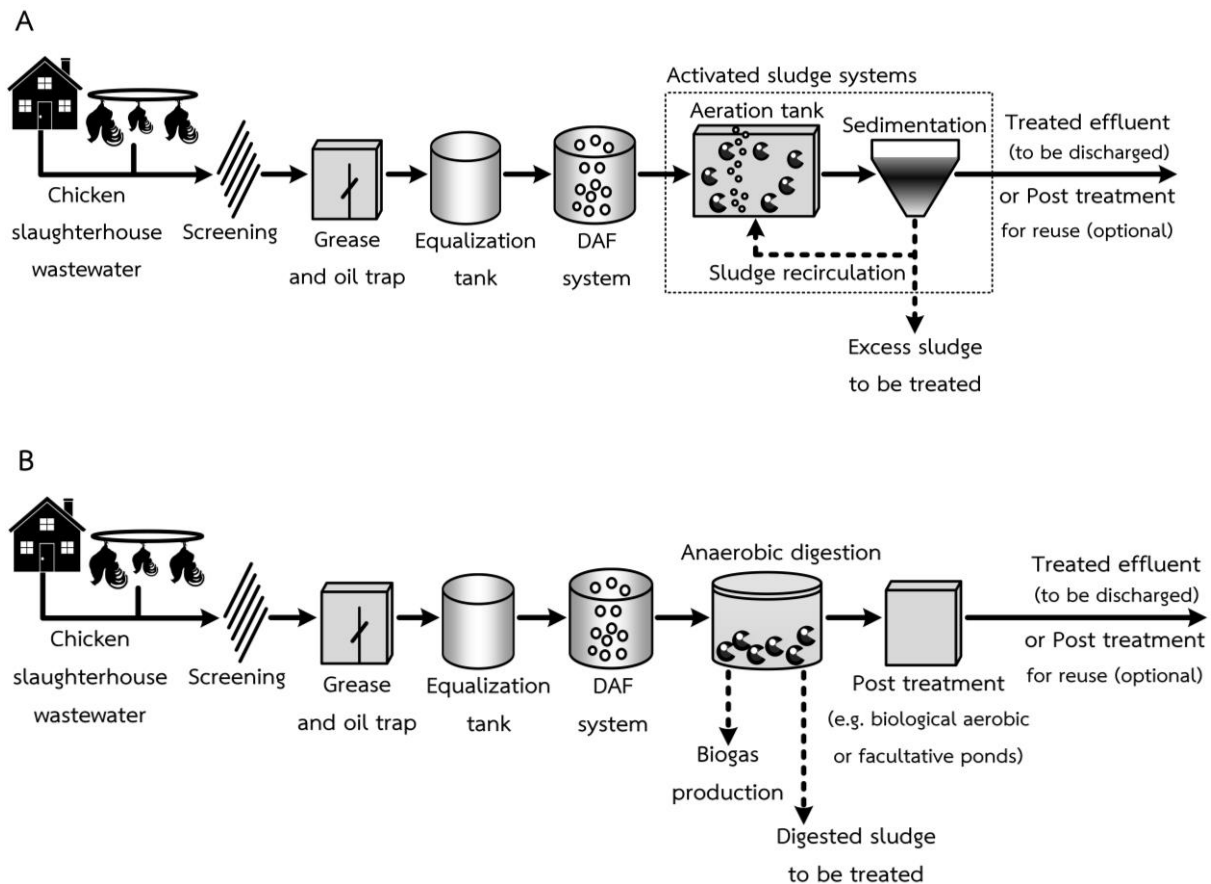 A
Activated sludge systems
Aeration tank
Sedimentation
Treated effluent
(to be discharged)
or Post treatment
for reuse (optional)
Chicken
slaughterhouse
wastewater
Screening
Grease
and oil trap
Equalization
tank
DAF
system
Sludge recirculation
Excess sludge
to be treated
B
Anaerobic digestion
Treated effluent
(to be discharged)
or Post treatment
for reuse (optional)
Chicken
slaughterhouse
wastewater
Screening
Grease
and oil trap
Equalization
tank
DAF
system
Post treatment
(e.g. biological aerobic
or facultative ponds)
Biogas
production
Digested sludge
to be treated